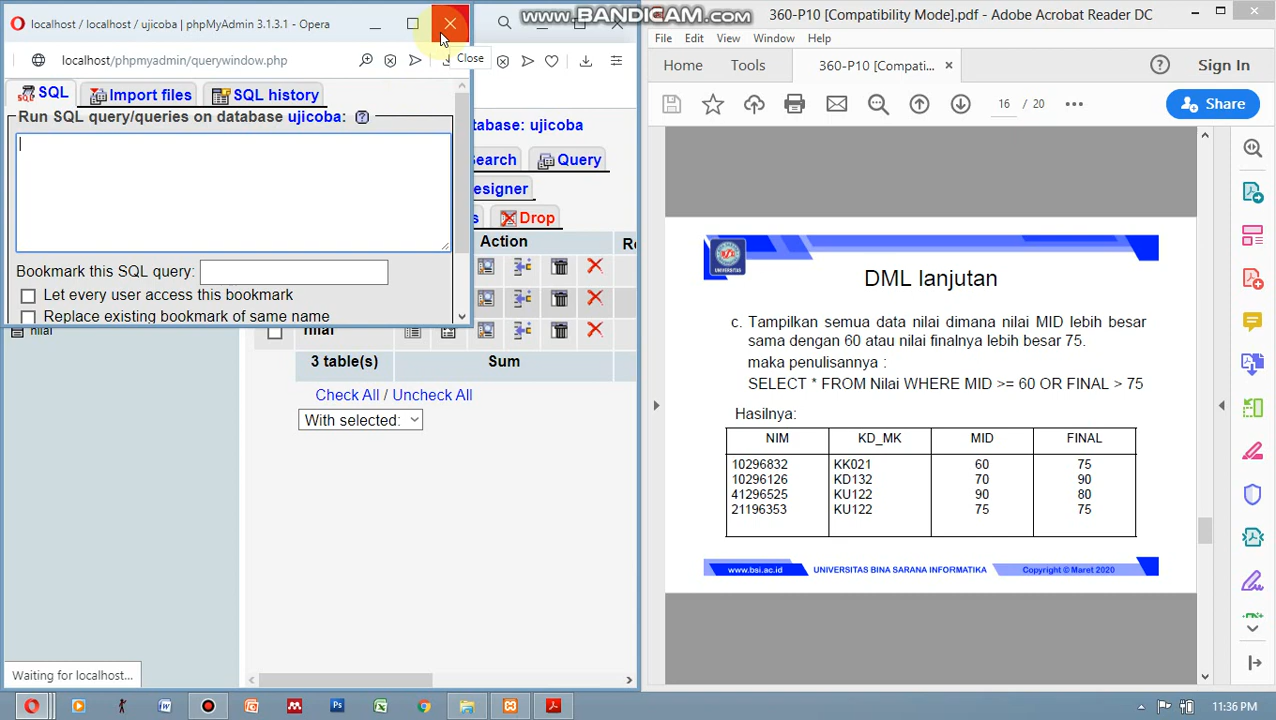 localhost / localhost / ujicoba | phpMyAdmin 3.1.3.1 - Opera
www.BANDICAM.com
360-P10 [Compatibility Mode].pdf - Adobe Acrobat Reader DC
File Edit View Window Help
localhost/phpmyadmin/querywindow.php
Close
Home Tools 360-P10 [Compati... Sign In
SQL Import files SQL history
16 / 20 Share
Run SQL query/queries on database ujicoba:
tabase: ujicoba
Search Query
esigner
s Drop
Action Re
Bookmark this SQL query:
Let every user access this bookmark
Replace existing bookmark of same name
nilai
nilai
3 table(s) Sum
Check All / Uncheck All
With selected:
Waiting for localhost...
UNIVERSITAS
DML lanjutan
c. Tampilkan semua data nilai dimana nilai MID lebih besar
sama dengan 60 atau nilai finalnya lebih besar 75.
maka penulisannya :
SELECT * FROM Nilai WHERE MID >= 60 OR FINAL > 75
Hasilnya:
NIM KD_MK MID FINAL
10296832 KK021 60 75
10296126 KD132 70 90
41296525 KU122 90 80
21196353 KU122 75 75
www.bsi.ac.id UNIVERSITAS BINA SARANA INFORMATIKA Copyright © Maret 2020
11:36 PM